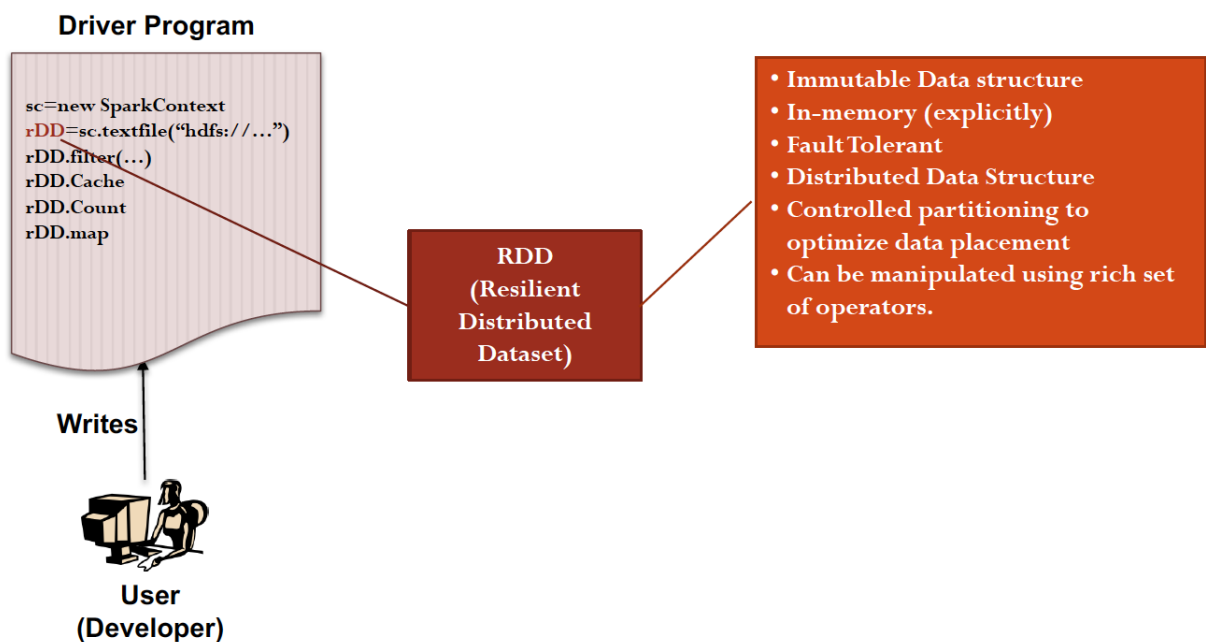 Driver Program
sc=new SparkContext
rDD=sc.textfile(“hdfs://…”)
rDD.filter(…)
rDD.Cache
rDD.Count
rDD.map
Writes
User
(Developer)
RDD
(Resilient
Distributed
Dataset)
• Immutable Data structure
• In-memory (explicitly)
• Fault Tolerant
• Distributed Data Structure
• Controlled partitioning to
optimize data placement
• Can be manipulated using rich set
of operators.